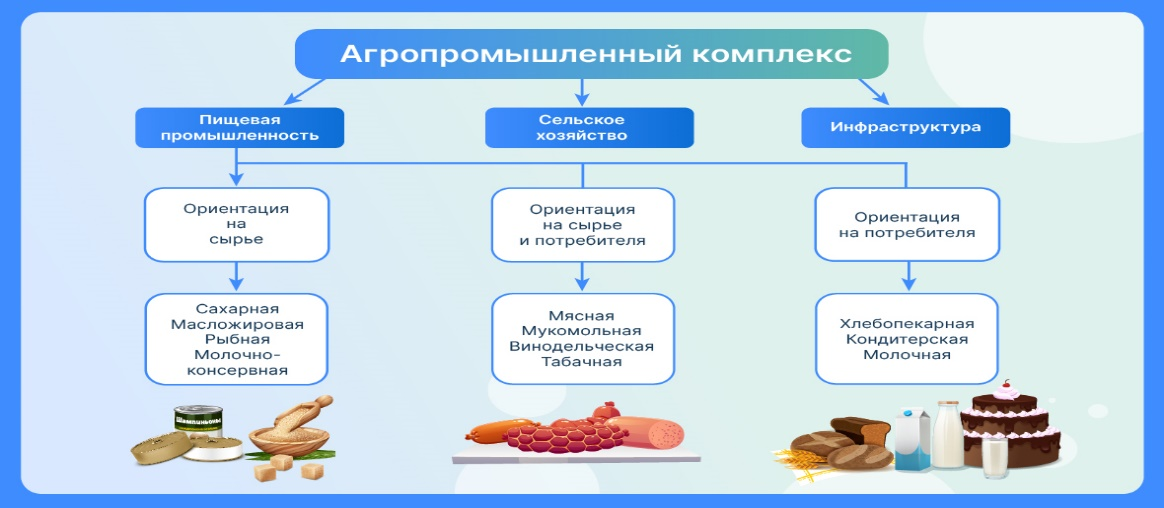 Агропромышленный комплекс
Пищевая
промышленность
Сельское
хозяйство
Инфраструктура
Ориентация
на
сырье
Ориентация
на сырье
и потребителя
Ориентация
на потребителя
Сахарная
Масложировая
Рыбная
Молочно-
консервная
Мясная
Мукомольная
Винодельческая
Табачная
Хлебопекарная
Кондитерская
Молочная
Шампиньоны